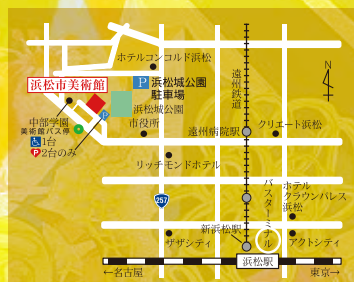 ホテルコンコルド浜松
浜松市美術館
P 浜松城公園
駐車場
遠州鉄道
N
P
浜松城公園
中部学園
美術館バス停
1台
P 2台のみ
市役所
遠州病院駅
クリエート浜松
リッチモンドホテル
257
バスターミナル
ホテル
クラウンパレス
浜松
新浜松駅
ザザシティ
アクトシティ
←名古屋
浜松駅
東京→